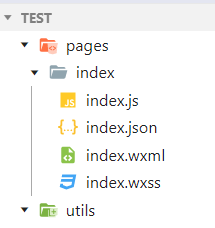 TEST
pages
index
JS
index.js
{..}
index.json
index.wxml
index.wxss
utils